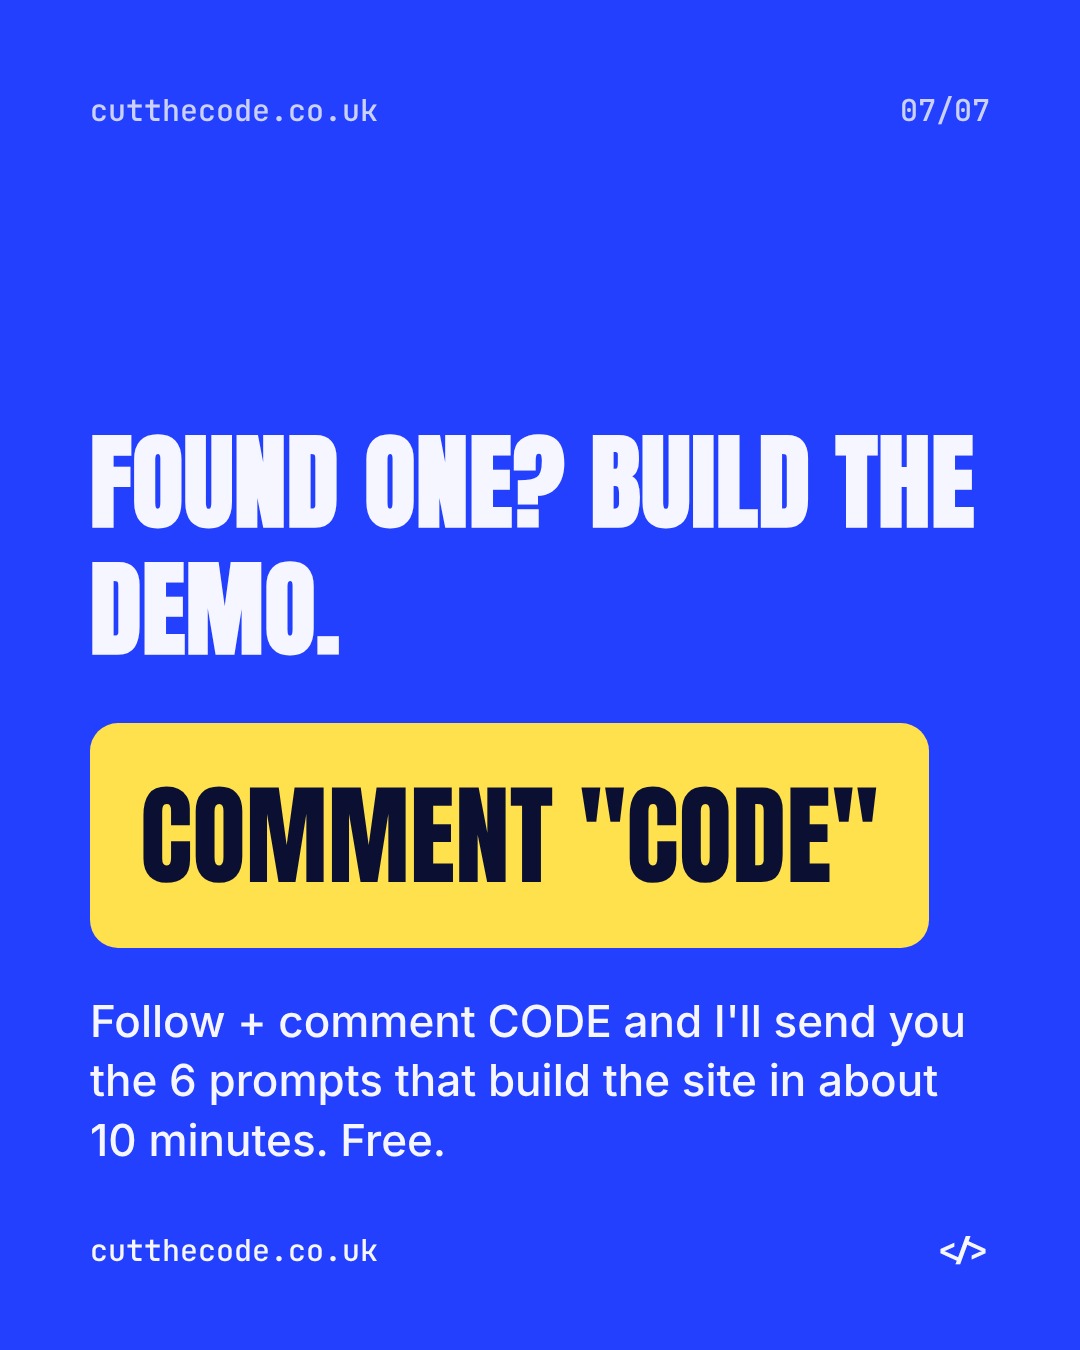 cutthecode.co.uk
07/07
FOUND ONE? BUILD THE
DEMO.
COMMENT "CODE"
Follow + comment CODE and I'll send you
the 6 prompts that build the site in about
10 minutes. Free.
cutthecode.co.uk
</>